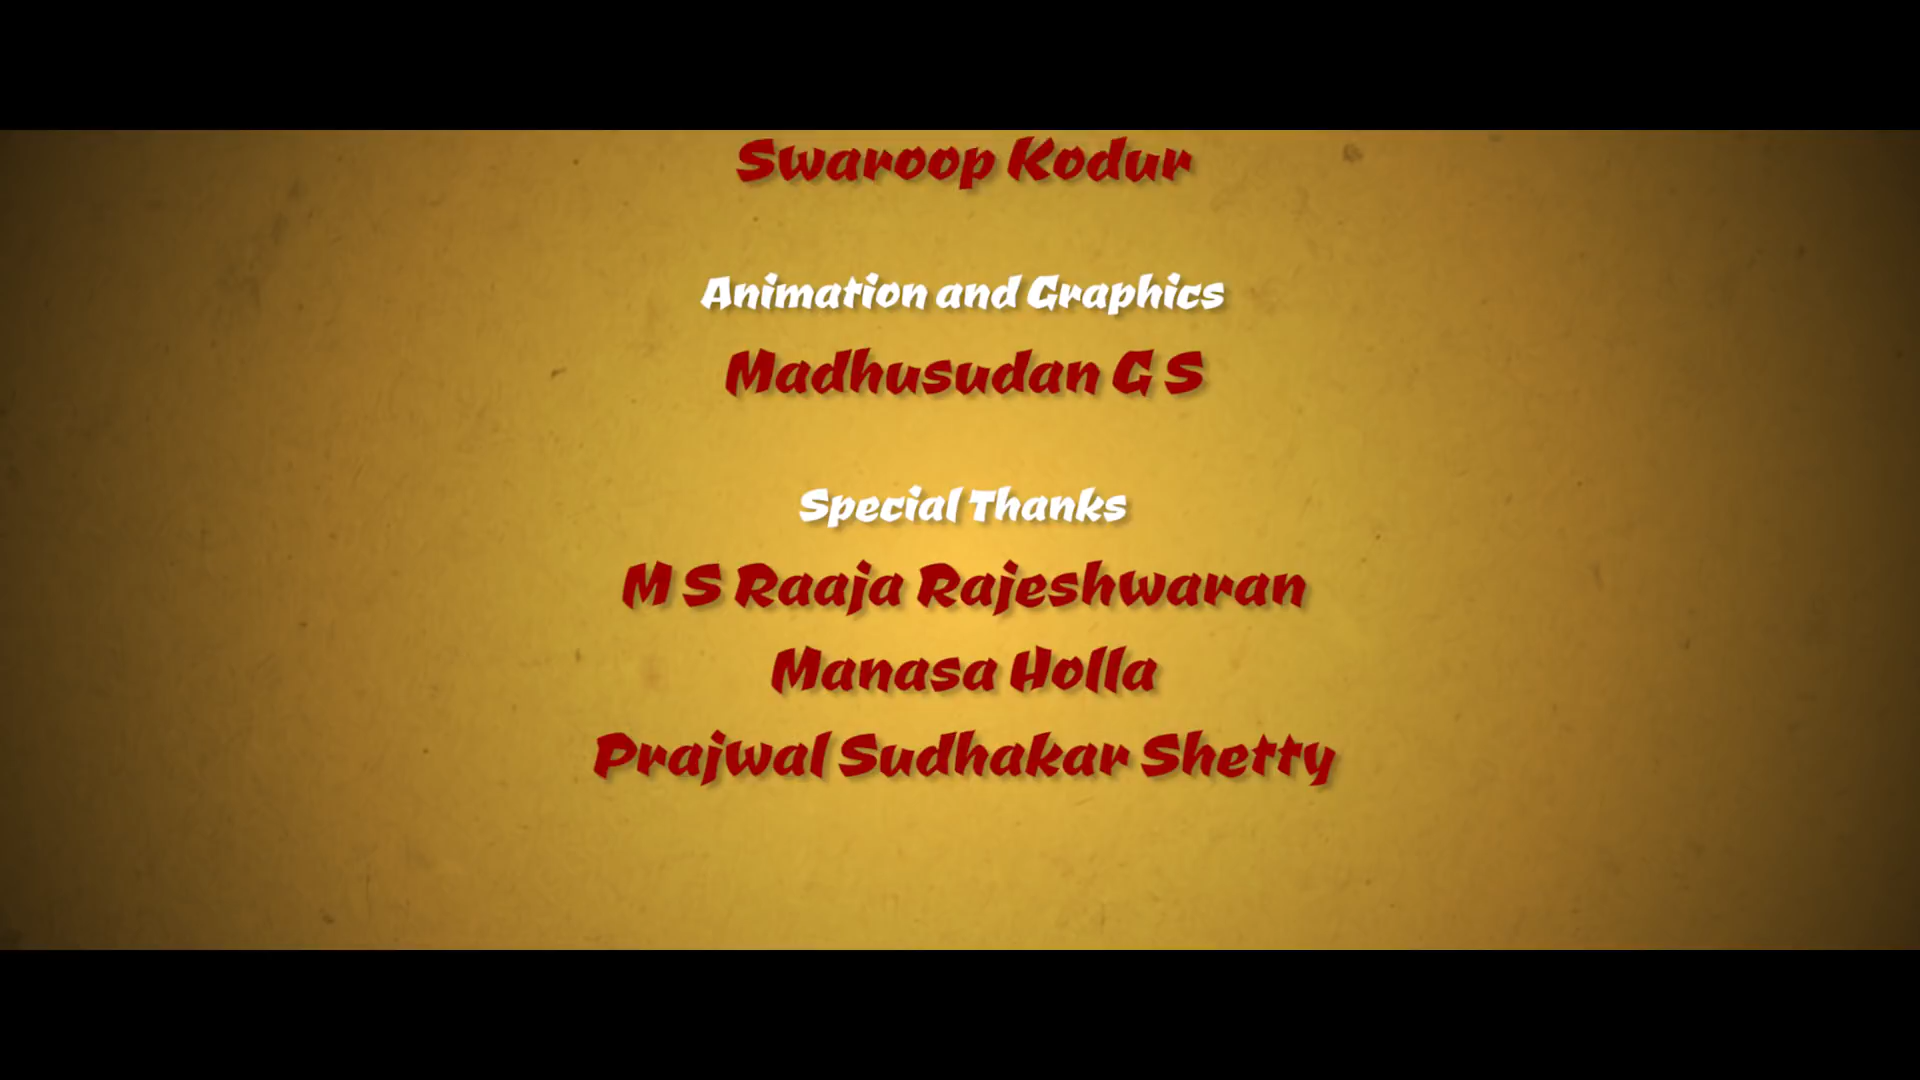 Swaroop Kodur
Animation and Graphics
Madhusudan G S
Special Thanks
M S Raaja Rajeshwaran
Manasa Holla
Prajwal Sudhakar Shetty